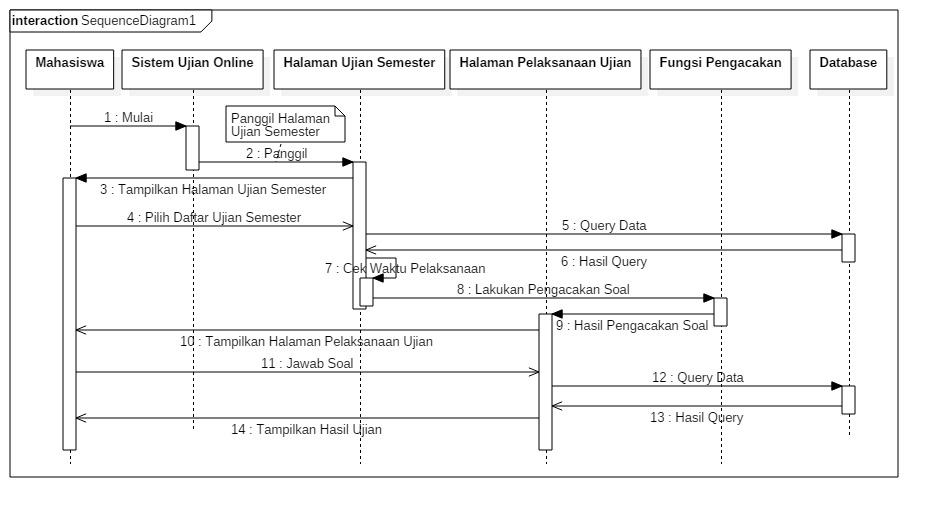 interaction SequenceDiagram1
Mahasiswa
Sistem Ujian Online
Halaman Ujian Semester
Halaman Pelaksanaan Ujian
Fungsi Pengacakan
Database
1 : Mulai
Panggil Halaman
Ujian Semester
2 : Panggil
3 : Tampilkan Halaman Ujian Semester
4 : Pilih Daftar Ujian Semester
5 : Query Data
6 : Hasil Query
7 : Cek Waktu Pelaksanaan
8 : Lakukan Pengacakan Soal
9 : Hasil Pengacakan Soal
10 : Tampilkan Halaman Pelaksanaan Ujian
11 : Jawab Soal
12 : Query Data
13 : Hasil Query
14 : Tampilkan Hasil Ujian